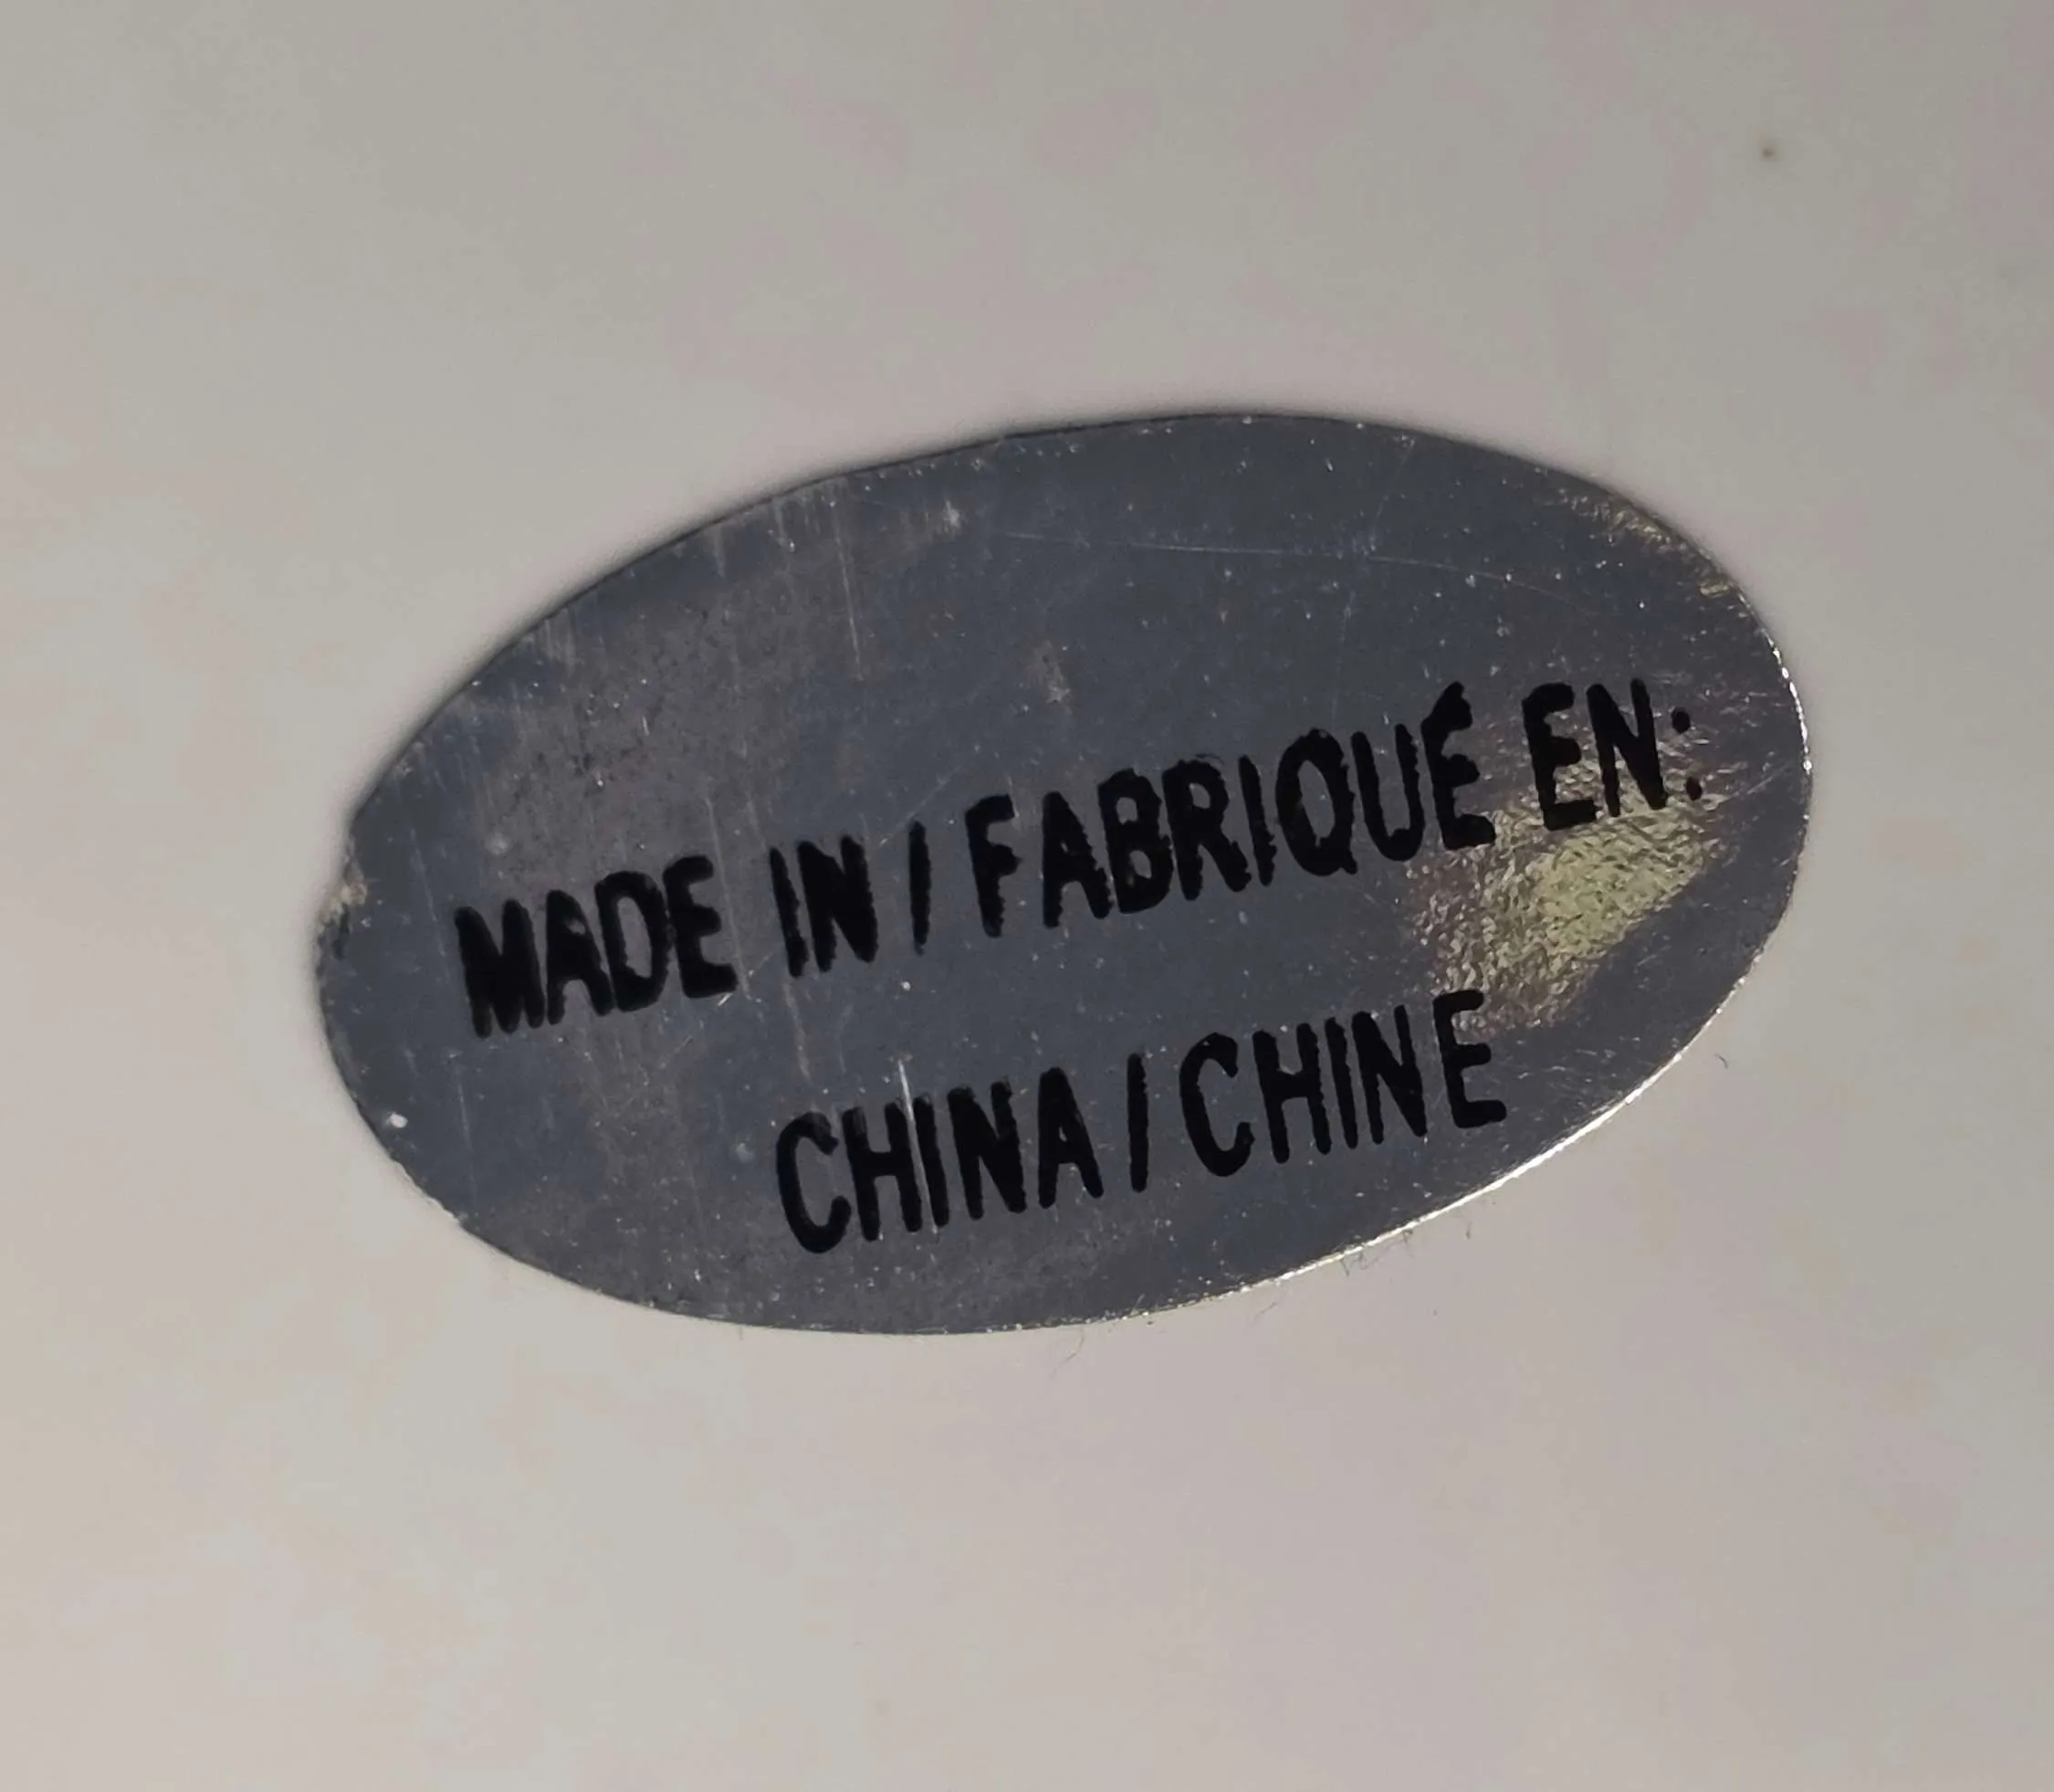 MADE IN / FABRIQUÉ EN:
CHINA / CHINE